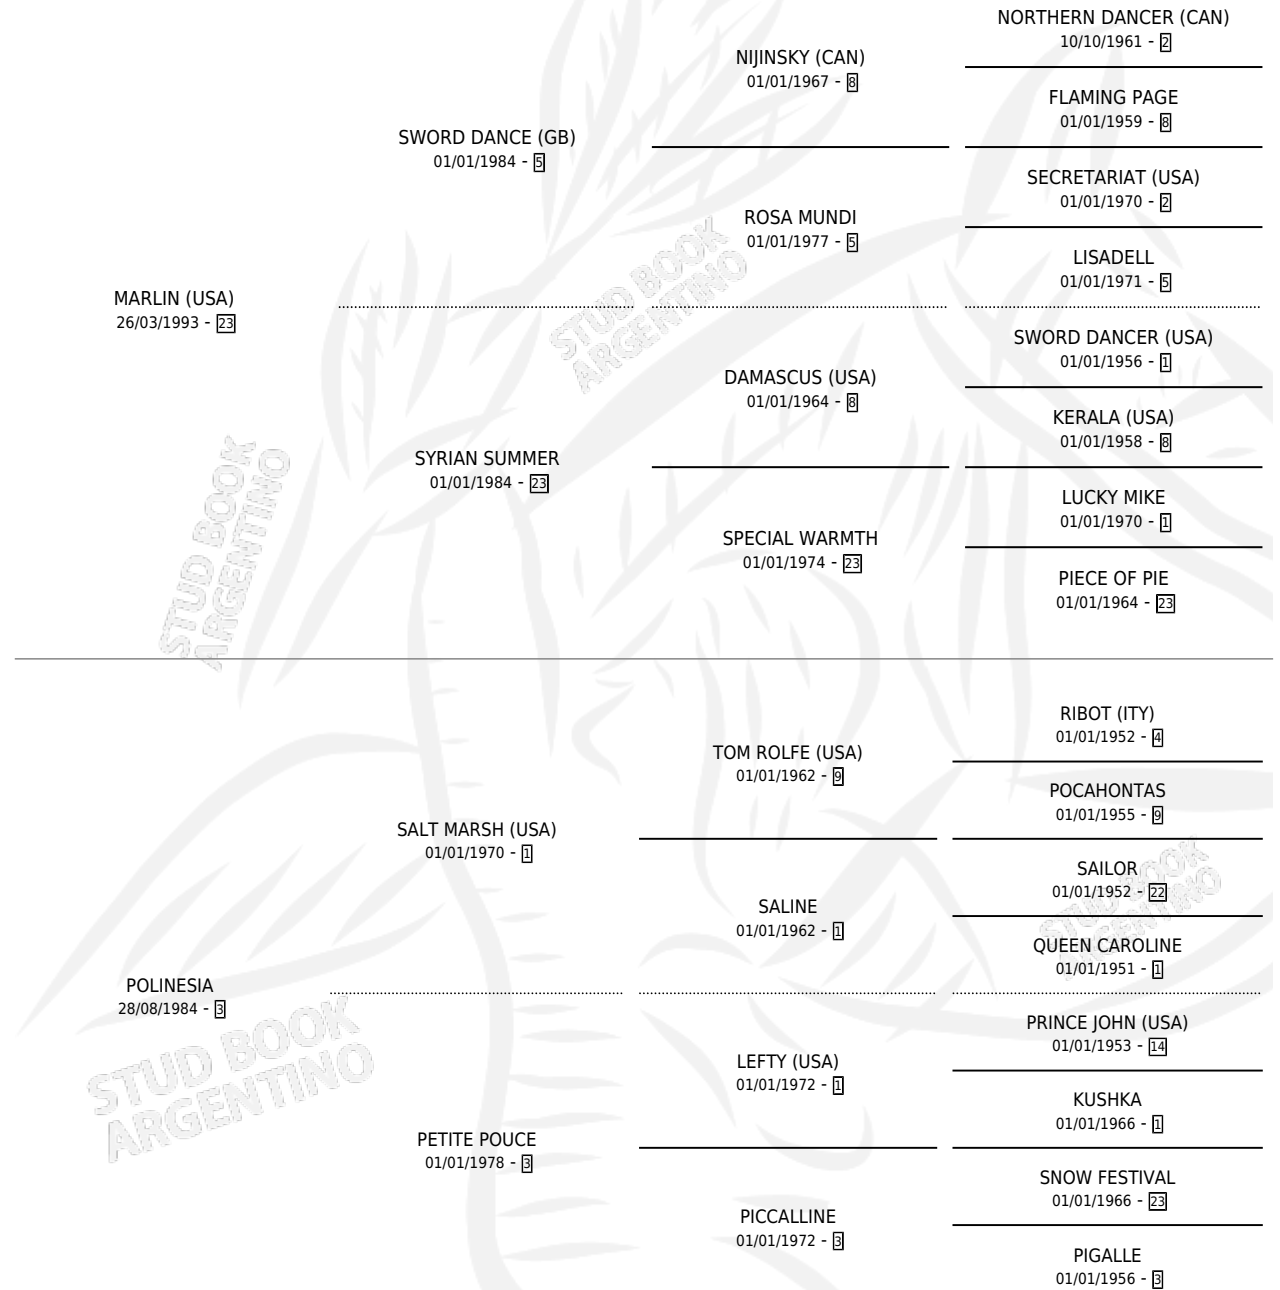 NORTHERN DANCER (CAN)
10/10/1961 - 2
NIJINSKY (CAN)
01/01/1967 - 8
FLAMING PAGE
01/01/1959 - 8
SWORD DANCE (GB)
01/01/1984 - 5
SECRETARIAT (USA)
01/01/1970 - 2
ROSA MUNDI
01/01/1977 - 5
LISADELL
01/01/1971 - 5
MARLIN (USA)
26/03/1993 - 23
STUD BOOK
ARGENTINO
SWORD DANCER (USA)
01/01/1956 - 1
DAMASCUS (USA)
01/01/1964 - 8
KERALA (USA)
01/01/1958 - 8
SYRIAN SUMMER
01/01/1984 - 23
LUCKY MIKE
01/01/1970 - 1
SPECIAL WARMTH
01/01/1974 - 23
PIECE OF PIE
01/01/1964 - 23
STUD BOOK
ARGENTINO
RIBOT (ITY)
01/01/1952 - 4
TOM ROLFE (USA)
01/01/1962 - 9
POCAHONTAS
01/01/1955 - 9
SALT MARSH (USA)
01/01/1970 - 1
SAILOR
01/01/1952 - 22
SALINE
01/01/1962 - 1
QUEEN CAROLINE
01/01/1951 - 1
STUD BOOK
ARGENTINO
POLINESIA
28/08/1984 - 3
PRINCE JOHN (USA)
01/01/1953 - 14
LEFTY (USA)
01/01/1972 - 1
KUSHKA
01/01/1966 - 1
STUD BOOK
ARGENTINO
PETITE POUCE
01/01/1978 - 3
SNOW FESTIVAL
01/01/1966 - 23
PICCALLINE
01/01/1972 - 3
PIGALLE
01/01/1956 - 3